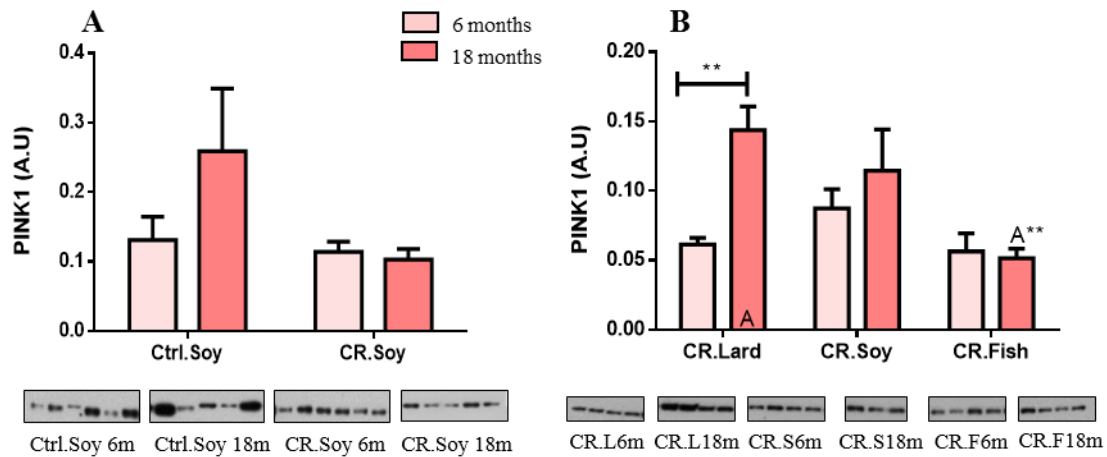 A
6 months
18 months
PINK1 (A.U)
0.4
0.3
0.2
0.1
0.0
Ctrl.Soy CR.Soy
Ctrl.Soy 6m Ctrl.Soy 18m CR.Soy 6m CR.Soy 18m
B
PINK1 (A.U)
0.20
0.15
0.10
0.05
0.00
**
A
A**
CR.Lard CR.Soy CR.Fish
CR.L6m CR.L18m CR.S6m CR.S18m CR.F6m CR.F18m